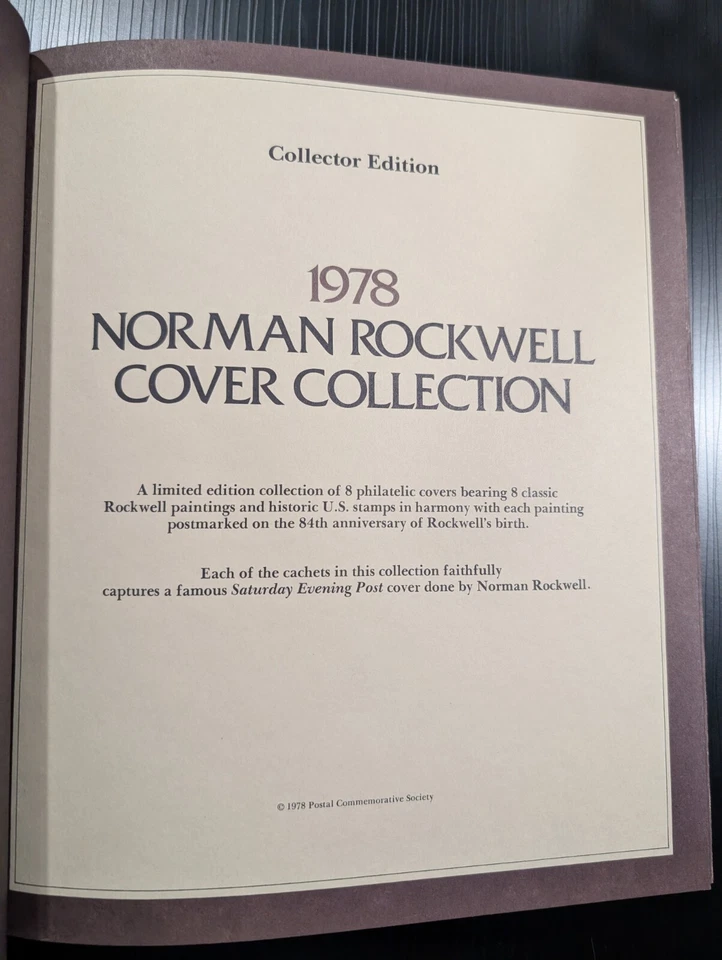 Collector Edition
1978
NORMAN ROCKWELL
COVER COLLECTION
A limited edition collection of 8 philatelic covers bearing 8 classic
Rockwell paintings and historic U.S. stamps in harmony with each painting
postmarked on the 84th anniversary of Rockwell's birth.
Each of the cachets in this collection faithfully
captures a famous Saturday Evening Post cover done by Norman Rockwell.
© 1978 Postal Commemorative Society